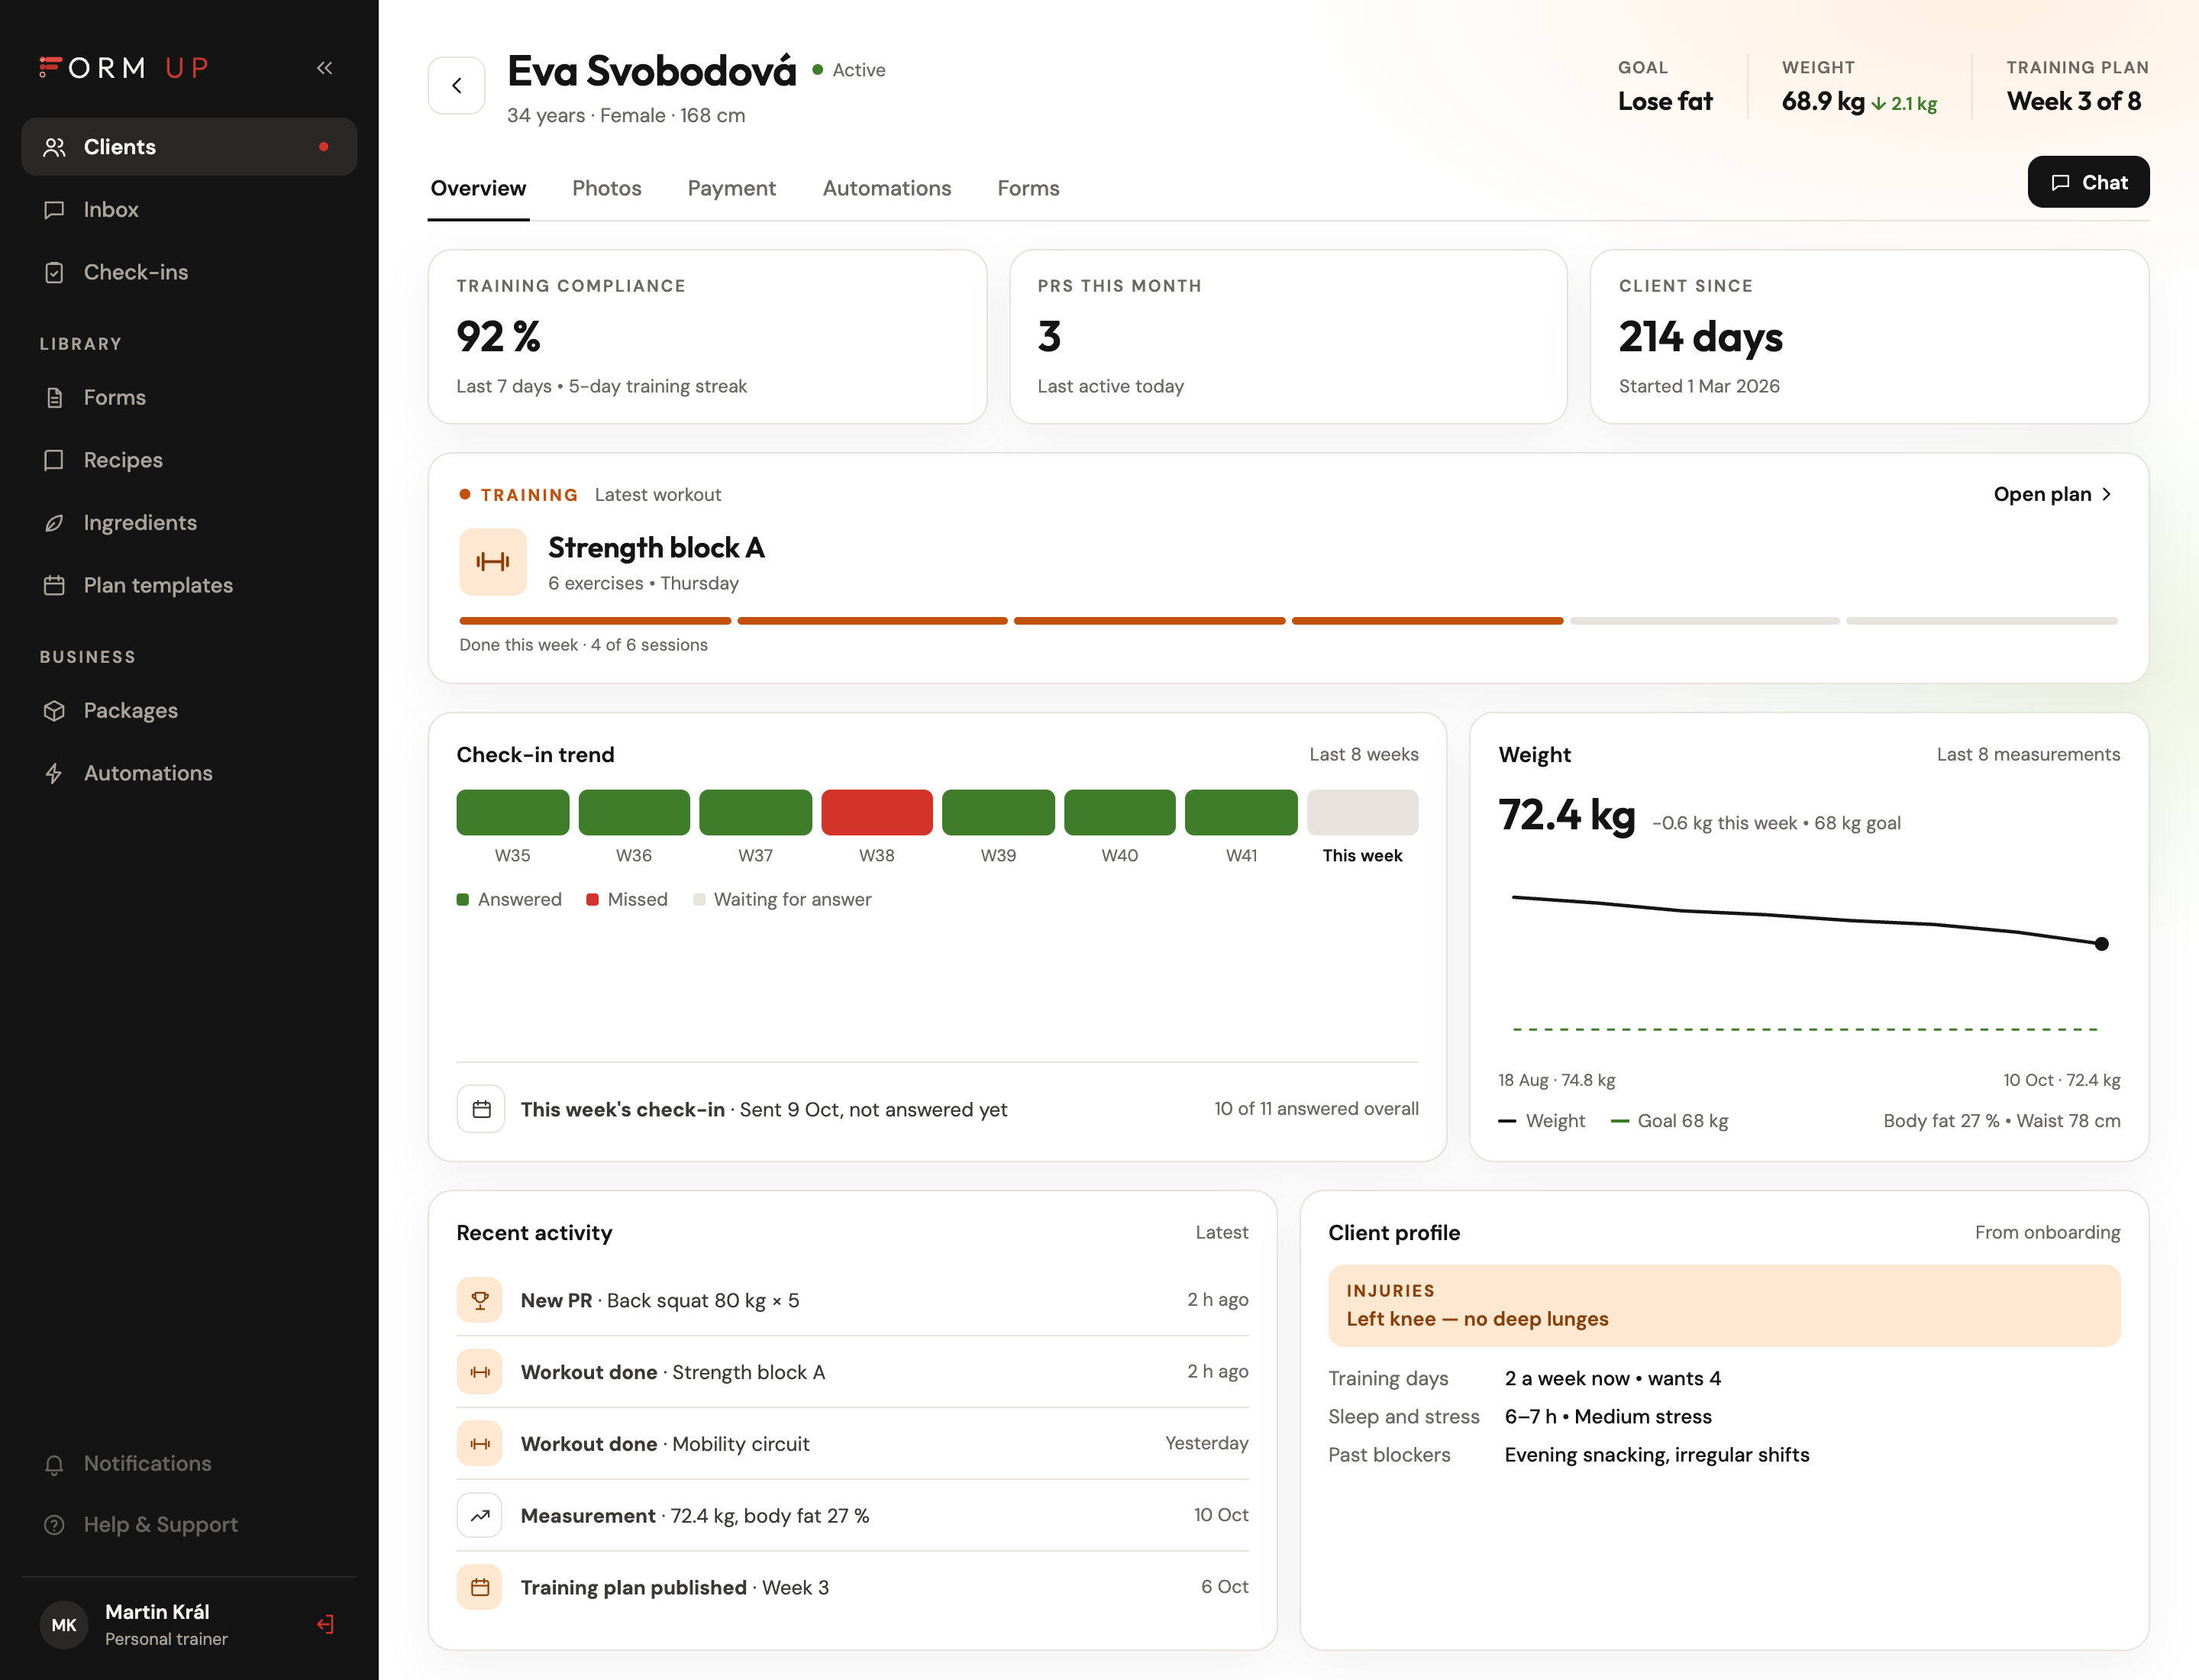 FORM UP
Clients
Inbox
Check-ins
LIBRARY
Forms
Recipes
Ingredients
Plan templates
BUSINESS
Packages
Automations
Notifications
Help & Support
MK
Martin Král
Personal trainer
Eva Svobodová
Active
34 years · Female · 168 cm
GOAL
Lose fat
WEIGHT
68.9 kg ↓ 2.1 kg
TRAINING PLAN
Week 3 of 8
Overview
Photos
Payment
Automations
Forms
Chat
TRAINING COMPLIANCE
92 %
Last 7 days • 5-day training streak
PRS THIS MONTH
3
Last active today
CLIENT SINCE
214 days
Started 1 Mar 2026
TRAINING Latest workout
Open plan
Strength block A
6 exercises • Thursday
Done this week · 4 of 6 sessions
Check-in trend
Last 8 weeks
W35 W36 W37 W38 W39 W40 W41 This week
Answered Missed Waiting for answer
This week's check-in · Sent 9 Oct, not answered yet
10 of 11 answered overall
Weight
Last 8 measurements
72.4 kg -0.6 kg this week • 68 kg goal
18 Aug · 74.8 kg
10 Oct · 72.4 kg
Weight Goal 68 kg
Body fat 27 % • Waist 78 cm
Recent activity
Latest
New PR · Back squat 80 kg × 5
2 h ago
Workout done · Strength block A
2 h ago
Workout done · Mobility circuit
Yesterday
Measurement · 72.4 kg, body fat 27 %
10 Oct
Training plan published · Week 3
6 Oct
Client profile
From onboarding
INJURIES
Left knee — no deep lunges
Training days 2 a week now • wants 4
Sleep and stress 6–7 h • Medium stress
Past blockers Evening snacking, irregular shifts